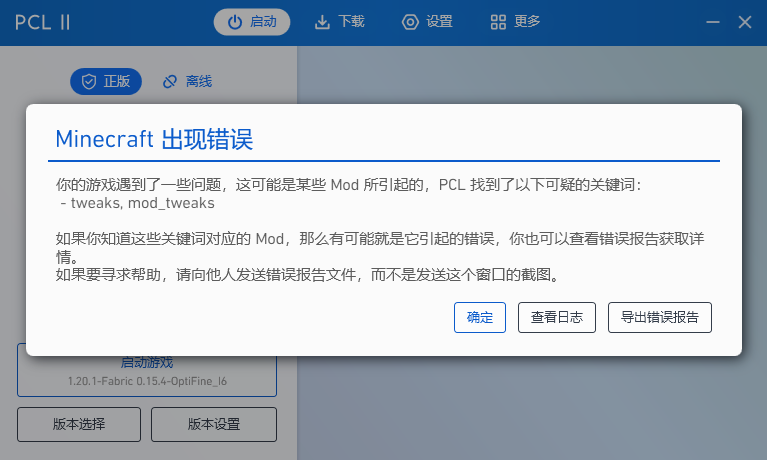 PCL II
启动
下载
设置
更多
正版
离线
Minecraft 出现错误
你的游戏遇到了一些问题，这可能是某些 Mod 所引起的，PCL 找到了以下可疑的关键词：
- tweaks, mod_tweaks
如果你知道这些关键词对应的 Mod，那么有可能就是它引起的错误，你也可以查看错误报告获取详
情。
如果要寻求帮助，请向他人发送错误报告文件，而不是发送这个窗口的截图。
确定
查看日志
导出错误报告
启动游戏
1.20.1-Fabric 0.15.4-OptiFine_I6
版本选择
版本设置